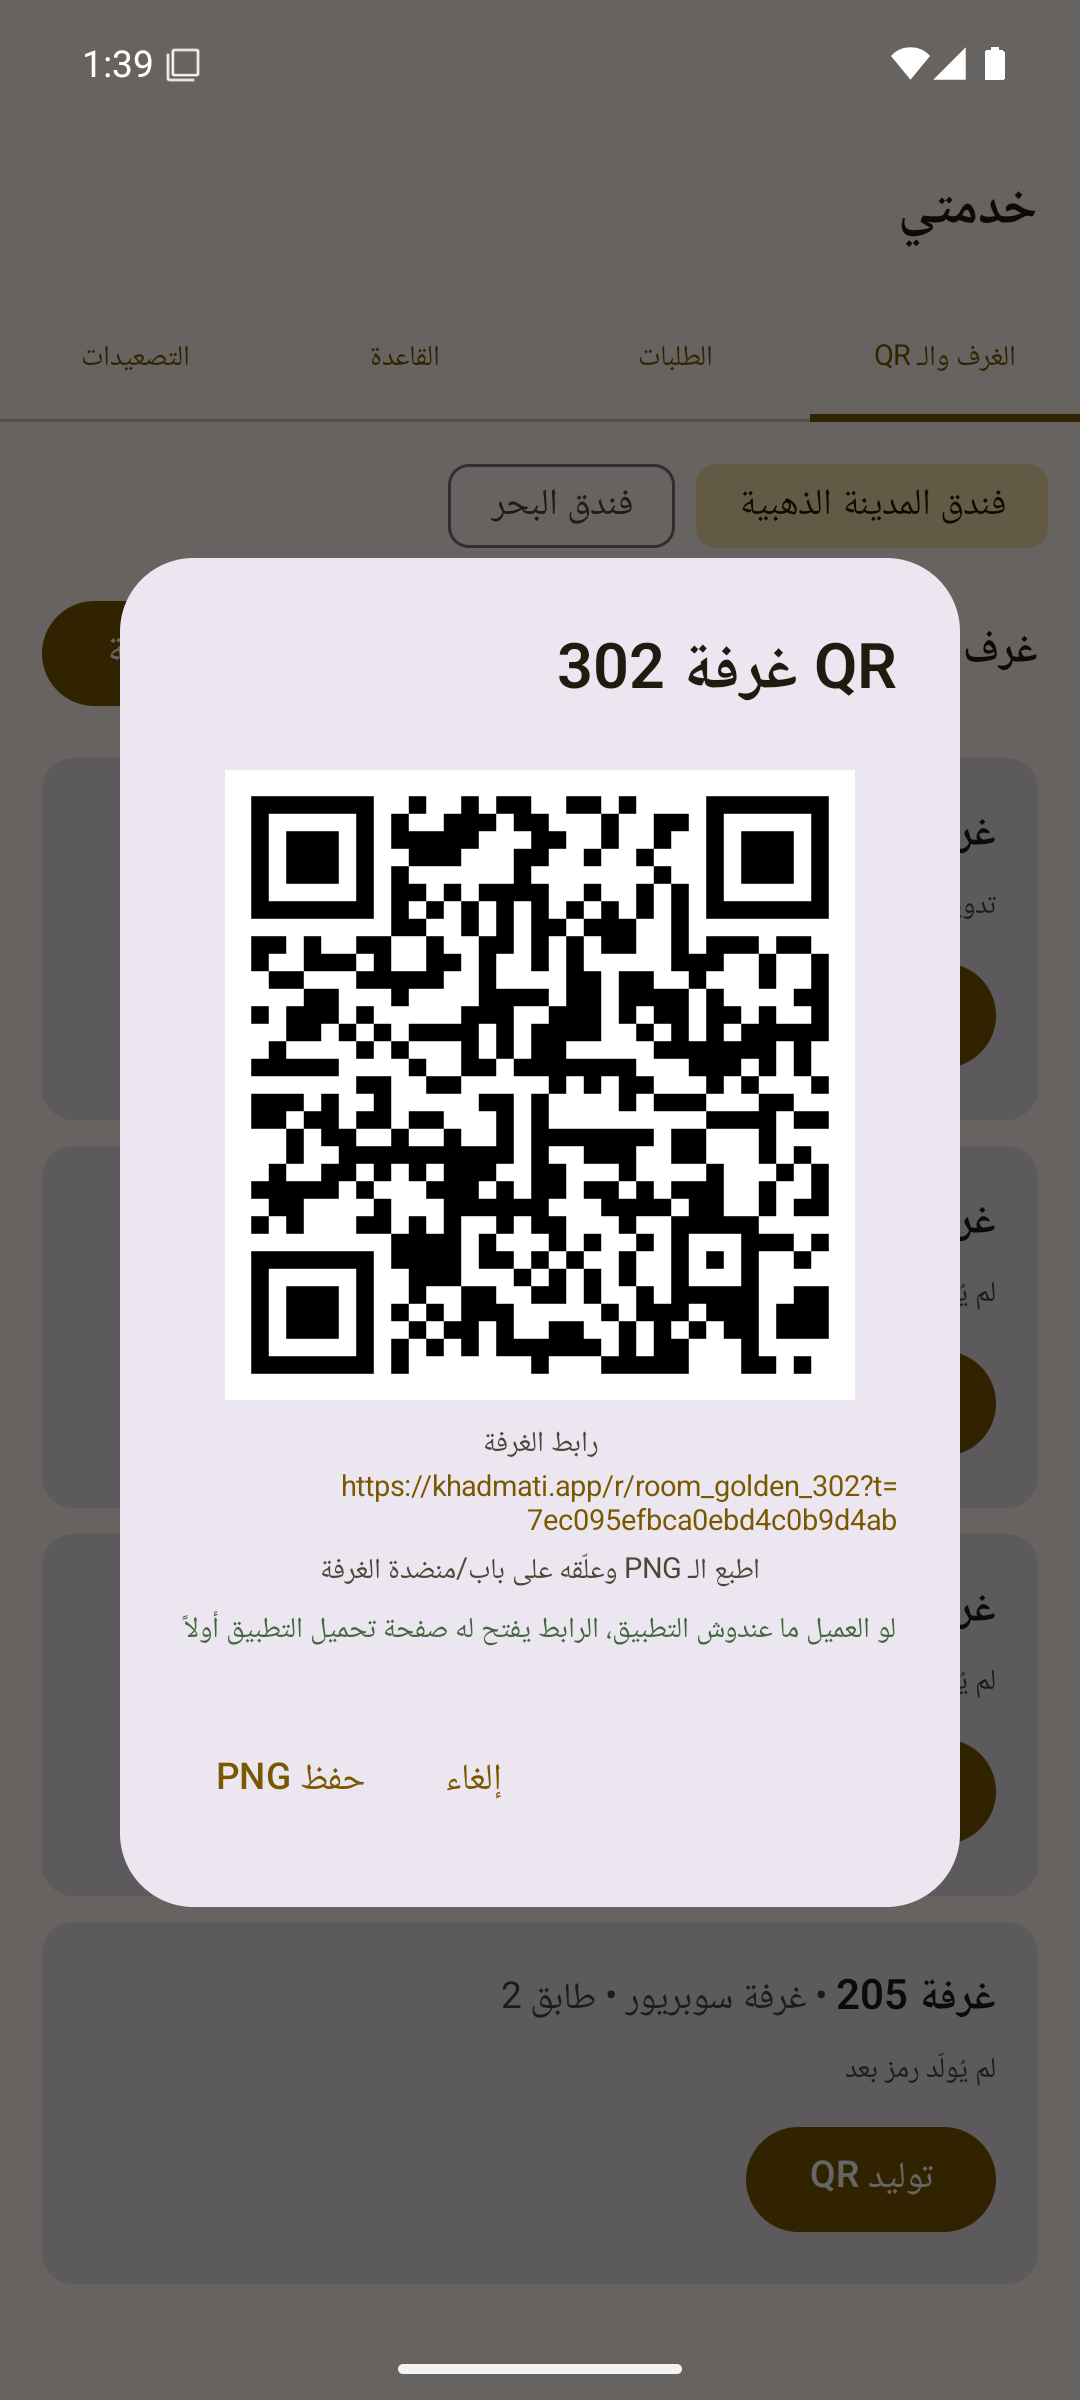 1:39
خدمتي
الغرف والـ QR
الطلبات
القاعدة
التصعيدات
فندق المدينة الذهبية
فندق البحر
غرف
QR غرفة 302
رابط الغرفة
https://khadmati.app/r/room_golden_302?t=
7ec095efbca0ebd4c0b9d4ab
اطبع الـ PNG وعلّقه على باب/منضدة الغرفة
لو العميل ما عندوش التطبيق، الرابط يفتح له صفحة تحميل التطبيق أولاً
إلغاء
حفظ PNG
لم
لم
غرفة 205 • غرفة سوبريور • طابق 2
لم يُولّد رمز بعد
توليد QR